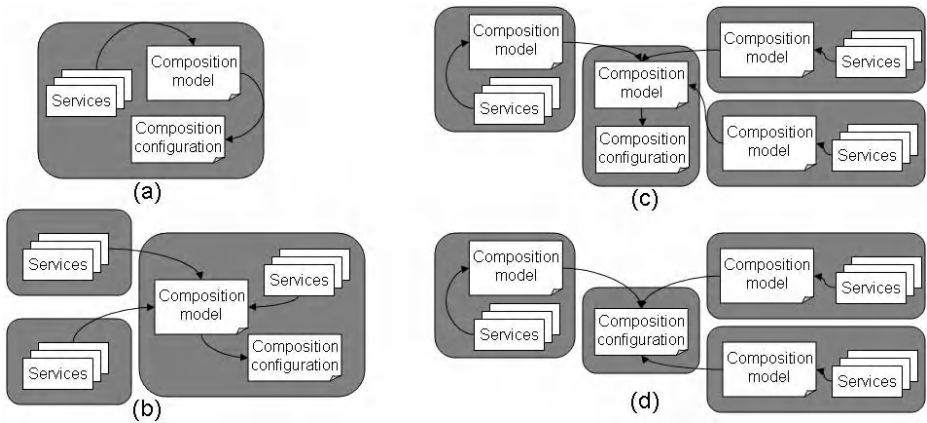 Services
Composition
model
Composition
configuration
(a)
Services
Services
Services
Composition
model
Composition
configuration
(b)
Composition
model
Services
Composition
model
Composition
configuration
Composition
model
Services
Composition
model
Services
(c)
Composition
model
Services
Composition
configuration
Composition
model
Services
Composition
model
Services
(d)